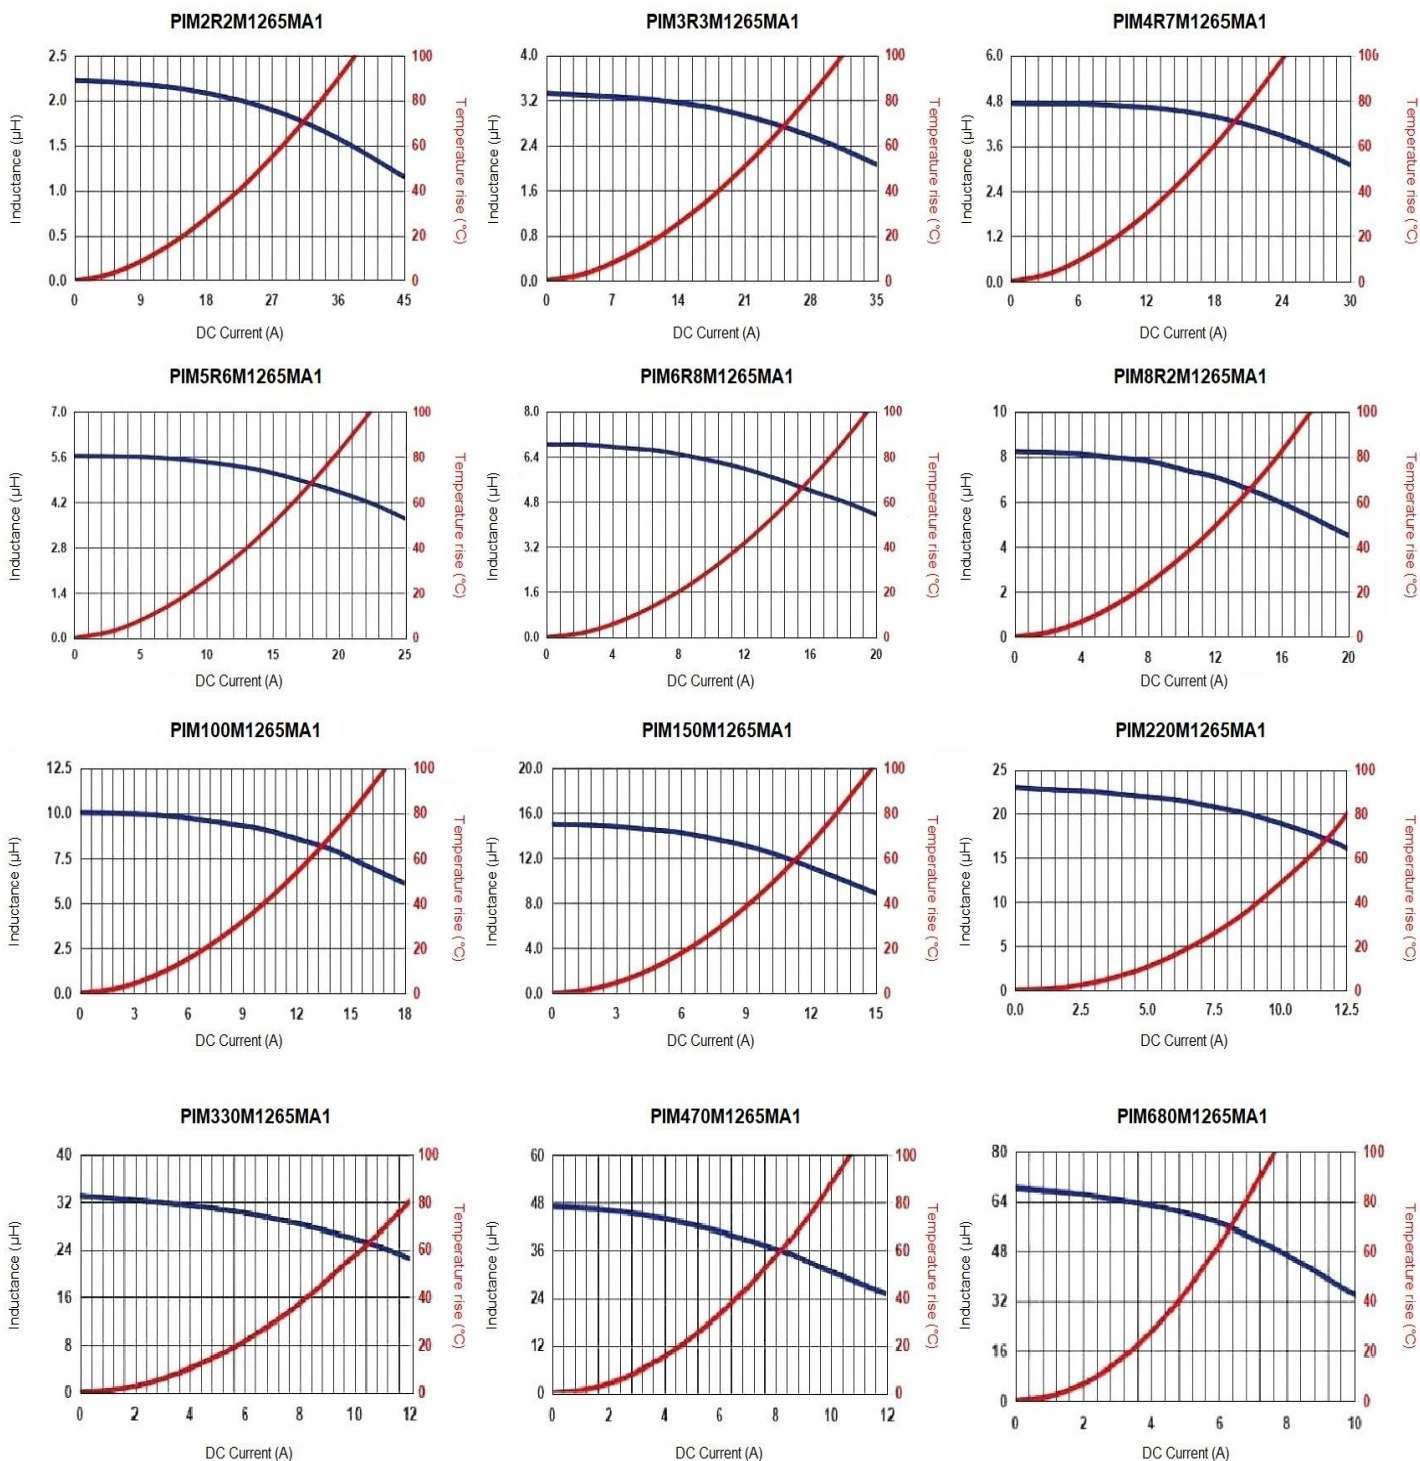 PIM2R2M1265MA1
2.5
2.0
1.5
1.0
0.5
0.0
Inductance (µH)
100
80
60
40
20
0
Temperature rise (°C)
0 9 18 27 36 45
DC Current (A)
PIM3R3M1265MA1
4.0
3.2
2.4
1.6
0.8
0.0
Inductance (µH)
100
80
60
40
20
0
Temperature rise (°C)
0 7 14 21 28 35
DC Current (A)
PIM4R7M1265MA1
6.0
4.8
3.6
2.4
1.2
0.0
Inductance (µH)
100
80
60
40
20
0
Temperature rise (°C)
0 6 12 18 24 30
DC Current (A)
PIM5R6M1265MA1
7.0
5.6
4.2
2.8
1.4
0.0
Inductance (µH)
100
80
60
40
20
0
Temperature rise (°C)
0 5 10 15 20 25
DC Current (A)
PIM6R8M1265MA1
8.0
6.4
4.8
3.2
1.6
0.0
Inductance (µH)
100
80
60
40
20
0
Temperature rise (°C)
0 4 8 12 16 20
DC Current (A)
PIM8R2M1265MA1
10
8
6
4
2
0
Inductance (µH)
100
80
60
40
20
0
Temperature rise (°C)
0 4 8 12 16 20
DC Current (A)
PIM100M1265MA1
12.5
10.0
7.5
5.0
2.5
0.0
Inductance (µH)
100
80
60
40
20
0
Temperature rise (°C)
0 3 6 9 12 15 18
DC Current (A)
PIM150M1265MA1
20.0
16.0
12.0
8.0
4.0
0.0
Inductance (µH)
100
80
60
40
20
0
Temperature rise (°C)
0 3 6 9 12 15
DC Current (A)
PIM220M1265MA1
25
20
15
10
5
0
Inductance (µH)
100
80
60
40
20
0
Temperature rise (°C)
0.0 2.5 5.0 7.5 10.0 12.5
DC Current (A)
PIM330M1265MA1
40
32
24
16
8
0
Inductance (µH)
100
80
60
40
20
0
Temperature rise (°C)
0 2 4 6 8 10 12
DC Current (A)
PIM470M1265MA1
60
48
36
24
12
0
Inductance (µH)
100
80
60
40
20
0
Temperature rise (°C)
0 2 4 6 8 10 12
DC Current (A)
PIM680M1265MA1
80
64
48
32
16
0
Inductance (µH)
100
80
60
40
20
0
Temperature rise (°C)
0 2 4 6 8 10
DC Current (A)